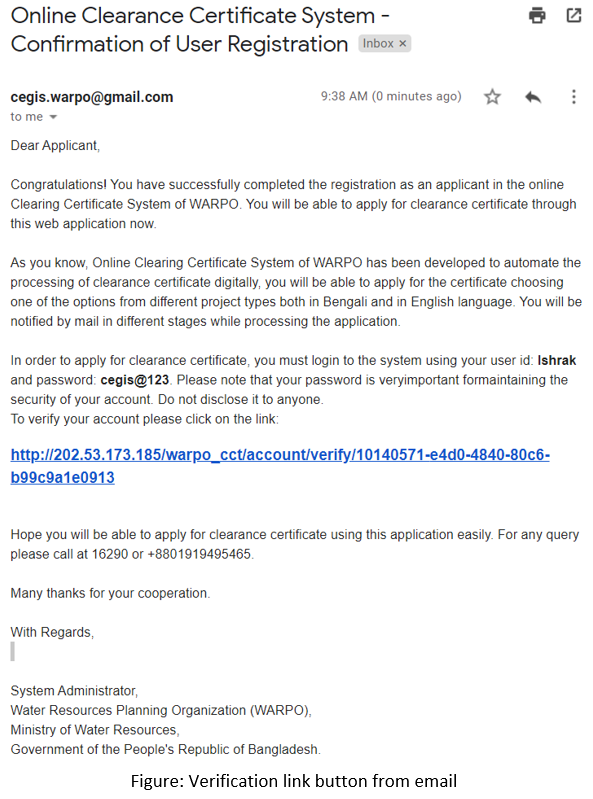 Online Clearance Certificate System -
Confirmation of User Registration Inbox ×
cegis.warpo@gmail.com 9:38 AM (0 minutes ago)
to me
Dear Applicant,
Congratulations! You have successfully completed the registration as an applicant in the online
Clearing Certificate System of WARPO. You will be able to apply for clearance certificate through
this web application now.
As you know, Online Clearing Certificate System of WARPO has been developed to automate the
processing of clearance certificate digitally, you will be able to apply for the certificate choosing
one of the options from different project types both in Bengali and in English language. You will be
notified by mail in different stages while processing the application.
In order to apply for clearance certificate, you must login to the system using your user id: Ishrak
and password: cegis@123. Please note that your password is veryimportant formaintaining the
security of your account. Do not disclose it to anyone.
To verify your account please click on the link:
http://202.53.173.185/warpo_cct/account/verify/10140571-e4d0-4840-80c6-
b99c9a1e0913
Hope you will be able to apply for clearance certificate using this application easily. For any query
please call at 16290 or +8801919495465.
Many thanks for your cooperation.
With Regards,
System Administrator,
Water Resources Planning Organization (WARPO),
Ministry of Water Resources,
Government of the People's Republic of Bangladesh.
Figure: Verification link button from email